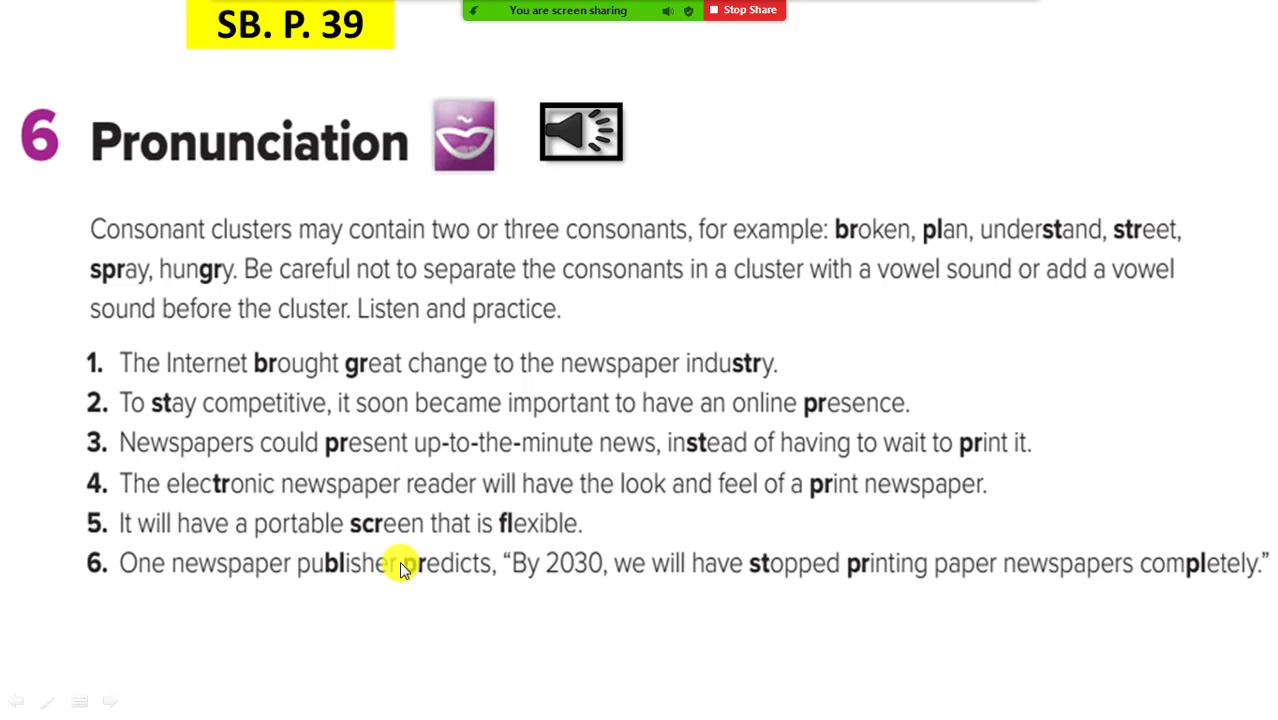 SB. P. 39
You are screen sharing
Stop Share
6 Pronunciation
Consonant clusters may contain two or three consonants, for example: broken, plan, understand, street,
spray, hungry. Be careful not to separate the consonants in a cluster with a vowel sound or add a vowel
sound before the cluster. Listen and practice.
1. The Internet brought great change to the newspaper industry.
2. To stay competitive, it soon became important to have an online presence.
3. Newspapers could present up-to-the-minute news, instead of having to wait to print it.
4. The electronic newspaper reader will have the look and feel of a print newspaper.
5. It will have a portable screen that is flexible.
6. One newspaper publisher predicts, “By 2030, we will have stopped printing paper newspapers completely.”